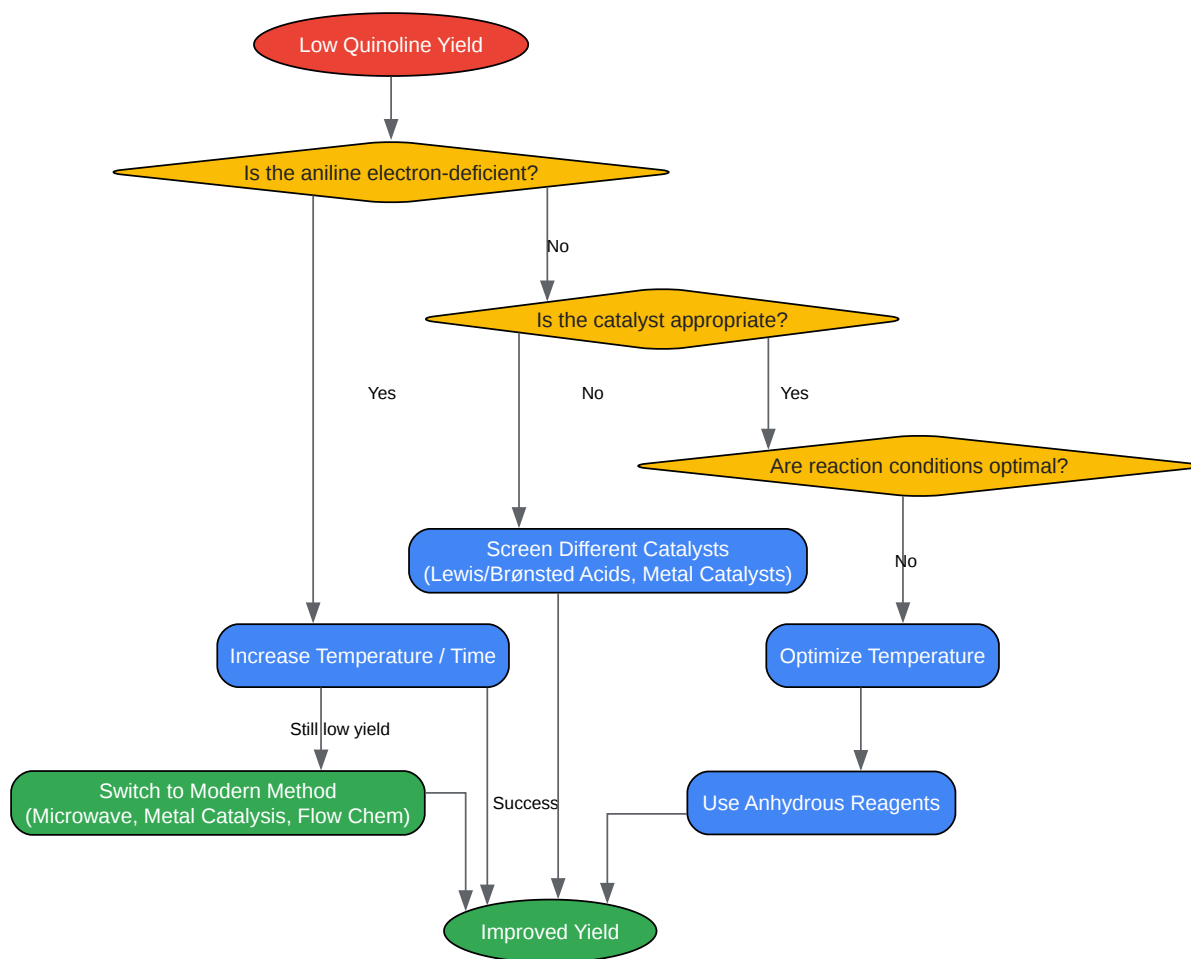 Low Quinoline Yield
Is the aniline electron-deficient?
No
Is the catalyst appropriate?
Yes
No
Yes
Are reaction conditions optimal?
Screen Different Catalysts
(Lewis/Brønsted Acids, Metal Catalysts)
No
Increase Temperature / Time
Optimize Temperature
Still low yield
Switch to Modern Method
(Microwave, Metal Catalysis, Flow Chem)
Success
Use Anhydrous Reagents
Improved Yield